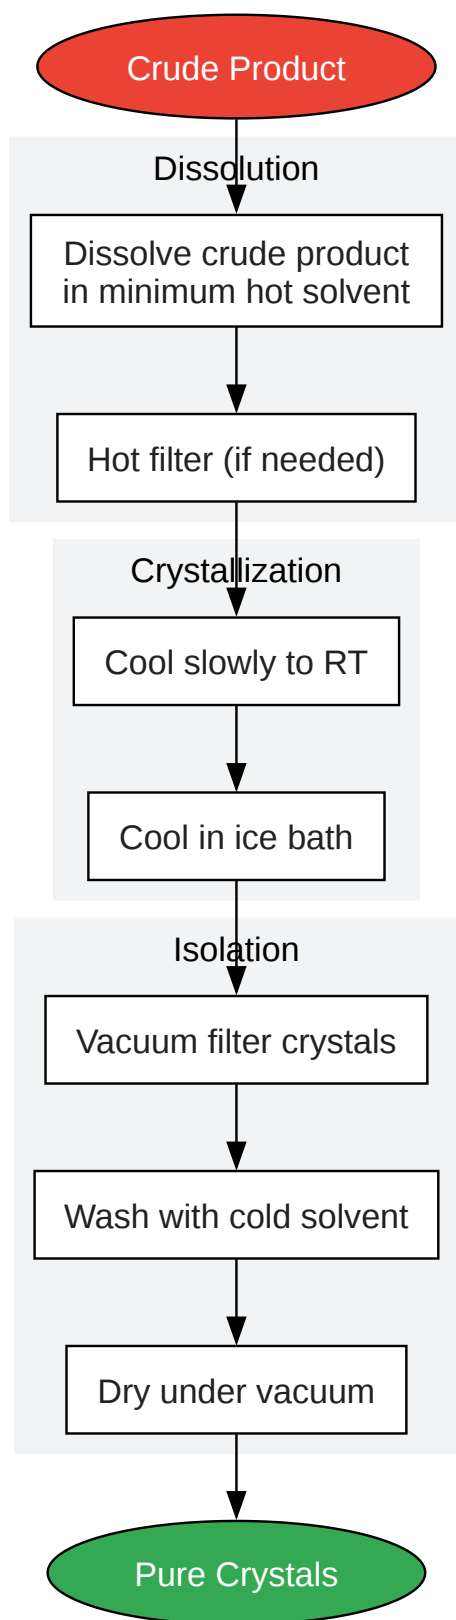 Crude Product
Dissolution
Dissolve crude product
in minimum hot solvent
Hot filter (if needed)
Crystallization
Cool slowly to RT
Cool in ice bath
Isolation
Vacuum filter crystals
Wash with cold solvent
Dry under vacuum
Pure Crystals